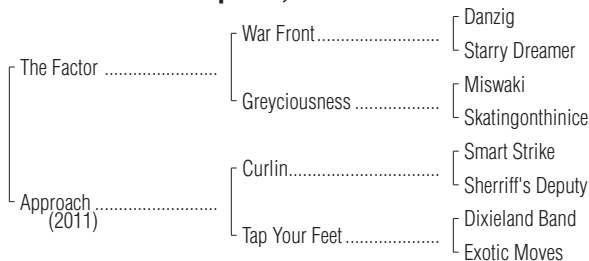 Danzig
War Front....................
Starry Dreamer
The Factor .......................
Miswaki
Greyciousness .................
Skatingonthinice
Smart Strike
Curlin.............................
Sherriff's Deputy
Approach .........................
(2011)
Dixieland Band
Tap Your Feet...................
Exotic Moves